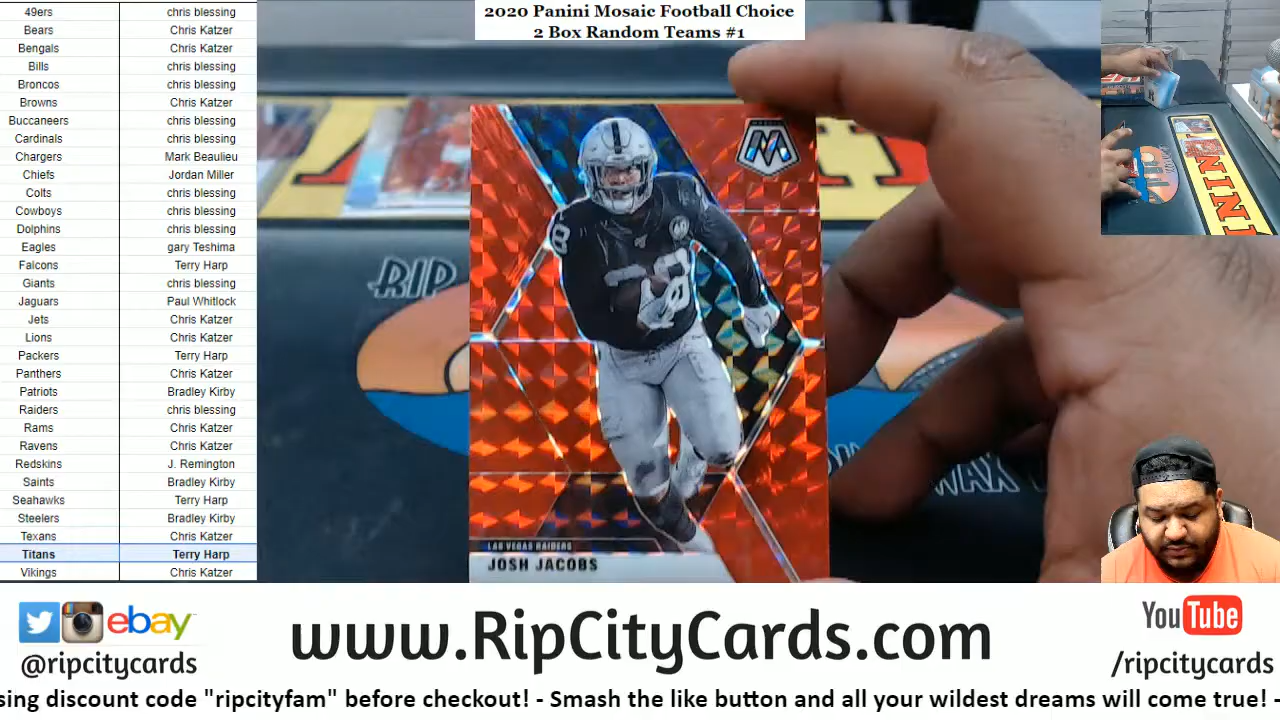 2020 Panini Mosaic Football Choice
2 Box Random Teams #1
49ers chris blessing
Bears Chris Katzer
Bengals Chris Katzer
Bills chris blessing
Broncos chris blessing
Browns Chris Katzer
Buccaneers chris blessing
Cardinals chris blessing
Chargers Mark Beaulieu
Chiefs Jordan Miller
Colts chris blessing
Cowboys chris blessing
Dolphins chris blessing
Eagles gary Teshima
Falcons Terry Harp
Giants chris blessing
Jaguars Paul Whitlock
Jets Chris Katzer
Lions Chris Katzer
Packers Terry Harp
Panthers Chris Katzer
Patriots Bradley Kirby
Raiders chris blessing
Rams Chris Katzer
Ravens Chris Katzer
Redskins J. Remington
Saints Bradley Kirby
Seahawks Terry Harp
Steelers Bradley Kirby
Texans Chris Katzer
Titans Terry Harp
Vikings Chris Katzer
MOSAIC
M
28
RIP
WAX
LAS VEGAS RAIDERS
JOSH JACOBS
NINI
ebay
@ripcitycards
www.RipCityCards.com
YouTube
/ripcitycards
sing discount code "ripcityfam" before checkout! - Smash the like button and all your wildest dreams will come true! -